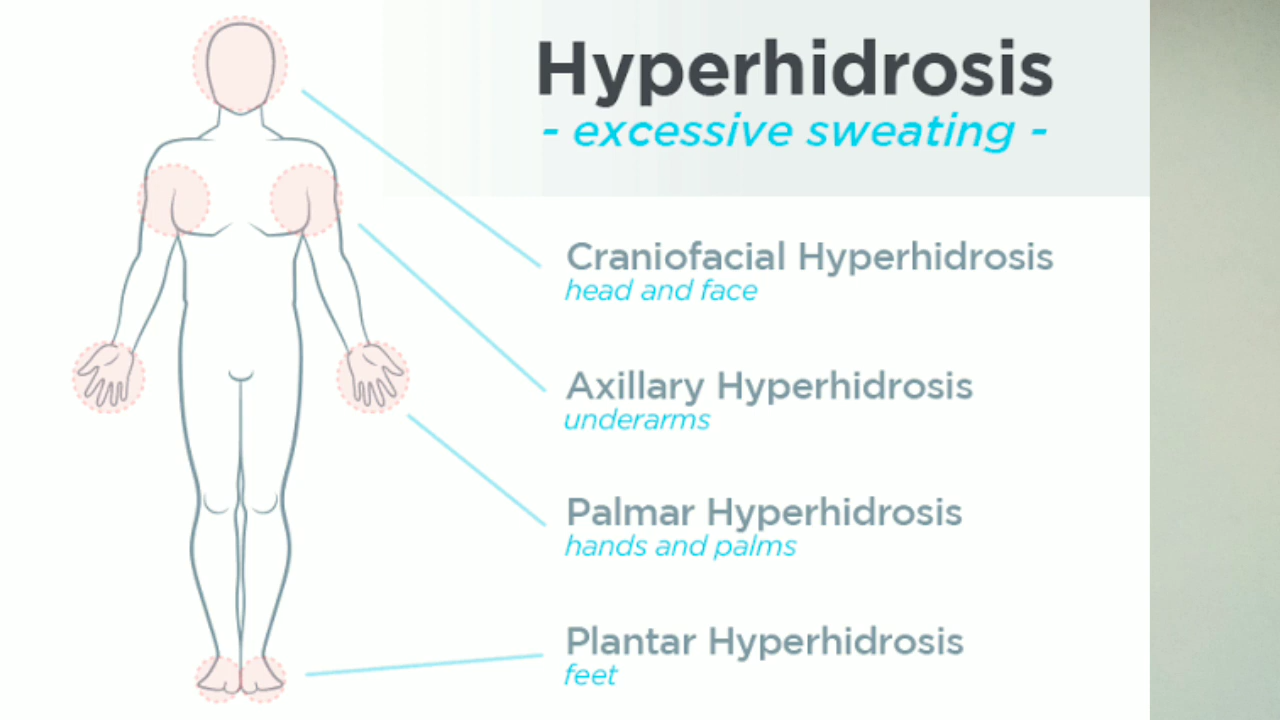 Hyperhidrosis
- excessive sweating -
Craniofacial Hyperhidrosis
head and face
Axillary Hyperhidrosis
underarms
Palmar Hyperhidrosis
hands and palms
Plantar Hyperhidrosis
feet